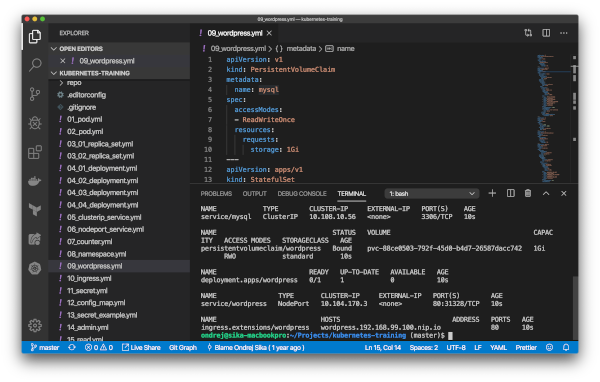 09_wordpress.yml — kubernetes-training
EXPLORER
OPEN EDITORS
09_wordpress.yml
KUBERNETES-TRAINING
repo
.editorconfig
.gitignore
01_pod.yml
02_pod.yml
03_01_replica_set.yml
03_02_replica_set.yml
04_01_deployment.yml
04_02_deployment.yml
04_03_deployment.yml
04_04_deployment.yml
05_clusterip_service.yml
06_nodeport_service.yml
07_counter.yml
08_namespace.yml
09_wordpress.yml
10_ingress.yml
11_secret.yml
12_config_map.yml
13_secret_example.yml
14_admin.yml
15_read.yml
! 09_wordpress.yml ×
! 09_wordpress.yml > {} metadata > abc name
1 apiVersion: v1
2 kind: PersistentVolumeClaim
3 metadata:
4 name: mysql
5 spec:
6 accessModes:
7 - ReadWriteOnce
8 resources:
9 requests:
10 storage: 1Gi
11 ---
12 apiVersion: apps/v1
13 kind: StatefulSet
PROBLEMS OUTPUT DEBUG CONSOLE TERMINAL 1: bash
NAME TYPE CLUSTER-IP EXTERNAL-IP PORT(S) AGE
service/mysql ClusterIP 10.108.10.56 <none> 3306/TCP 10s
NAME STATUS VOLUME CAPAC
ITY ACCESS MODES STORAGECLASS AGE
persistentvolumeclaim/wordpress Bound pvc-88ce0503-792f-45d0-b4d7-26587dacc742 1Gi
RWO standard 10s
NAME READY UP-TO-DATE AVAILABLE AGE
deployment.apps/wordpress 0/1 1 0 10s
NAME TYPE CLUSTER-IP EXTERNAL-IP PORT(S) AGE
service/wordpress NodePort 10.104.170.3 <none> 80:31328/TCP 10s
NAME HOSTS ADDRESS PORTS AGE
ingress.extensions/wordpress wordpress.192.168.99.100.nip.io 80 10s
ondrej@sika-macbookpro:~/Projects/kubernetes-training (master)$
master 0 0 Live Share Git Graph Blame Ondrej Sika ( 1 year ago ) Ln 15, Col 14 Spaces: 2 UTF-8 LF YAML Prettier